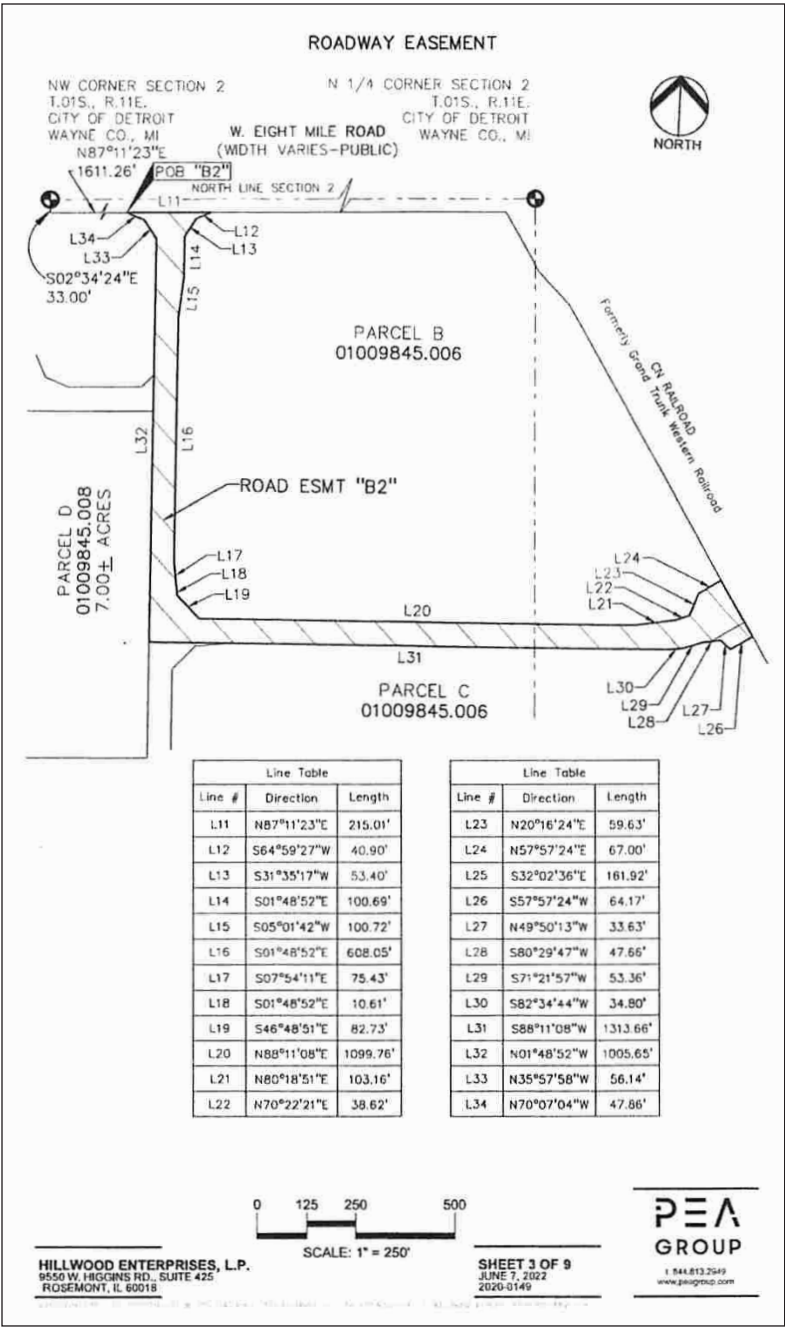 ROADWAY EASEMENT
NW CORNER SECTION 2
T.01S., R.11E.
CITY OF DETROIT
WAYNE CO., MI
N 1/4 CORNER SECTION 2
T.01S., R.11E.
CITY OF DETROIT
WAYNE CO., MI
NORTH
W. EIGHT MILE ROAD
(WIDTH VARIES-PUBLIC)
N87°11'23"E
1611.26'
POB "B2"
NORTH LINE SECTION 2
L11
L34
L33
L12
L13
L14
L15
S02°34'24"E
33.00'
PARCEL B
01009845.006
CN RAILROAD
Formerly Grand Trunk Western Railroad
L32
L16
ROAD ESMT "B2"
PARCEL D
01009845.008
7.00± ACRES
L17
L18
L19
L20
L24
L23
L22
L21
L31
PARCEL C
01009845.006
L30
L29
L28
L27
L26
Line Table
Line # Direction Length
L11 N87°11'23"E 215.01'
L12 S64°59'27"W 40.90'
L13 S31°35'17"W 53.40'
L14 S01°48'52"E 100.69'
L15 S05°01'42"W 100.72'
L16 S01°48'52"E 608.05'
L17 S07°54'11"E 75.43'
L18 S01°48'52"E 10.61'
L19 S46°48'51"E 82.73'
L20 N88°11'08"E 1099.76'
L21 N80°18'51"E 103.16'
L22 N70°22'21"E 38.62'
Line Table
Line # Direction Length
L23 N20°16'24"E 59.63'
L24 N57°57'24"E 67.00'
L25 S32°02'36"E 161.92'
L26 S57°57'24"W 64.17'
L27 N49°50'13"W 33.63'
L28 S80°29'47"W 47.66'
L29 S71°21'57"W 53.36'
L30 S82°34'44"W 34.80'
L31 S88°11'08"W 1313.66'
L32 N01°48'52"W 1005.65'
L33 N35°57'58"W 56.14'
L34 N70°07'04"W 47.86'
0 125 250 500
SCALE: 1" = 250'
HILLWOOD ENTERPRISES, L.P.
9550 W. HIGGINS RD., SUITE 425
ROSEMONT, IL 60018
SHEET 3 OF 9
JUNE 7, 2022
2020-0149
PEA
GROUP
t: 844.813.2949
www.peagroup.com